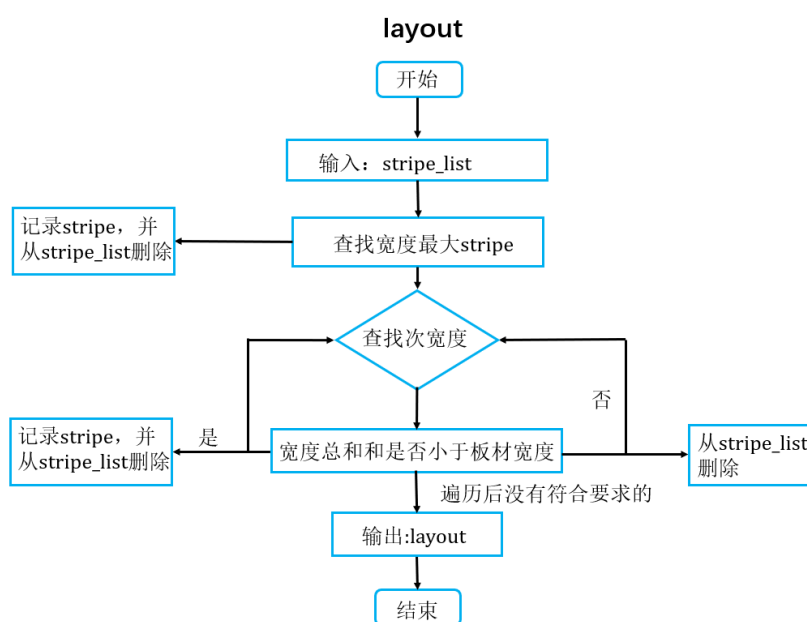 layout
开始
输入：stripe_list
记录stripe，并
从stripe_list删除
查找宽度最大stripe
查找次宽度
否
记录stripe，并
从stripe_list删除
是
宽度总和和是否小于板材宽度
从stripe_list
删除
遍历后没有符合要求的
输出:layout
结束